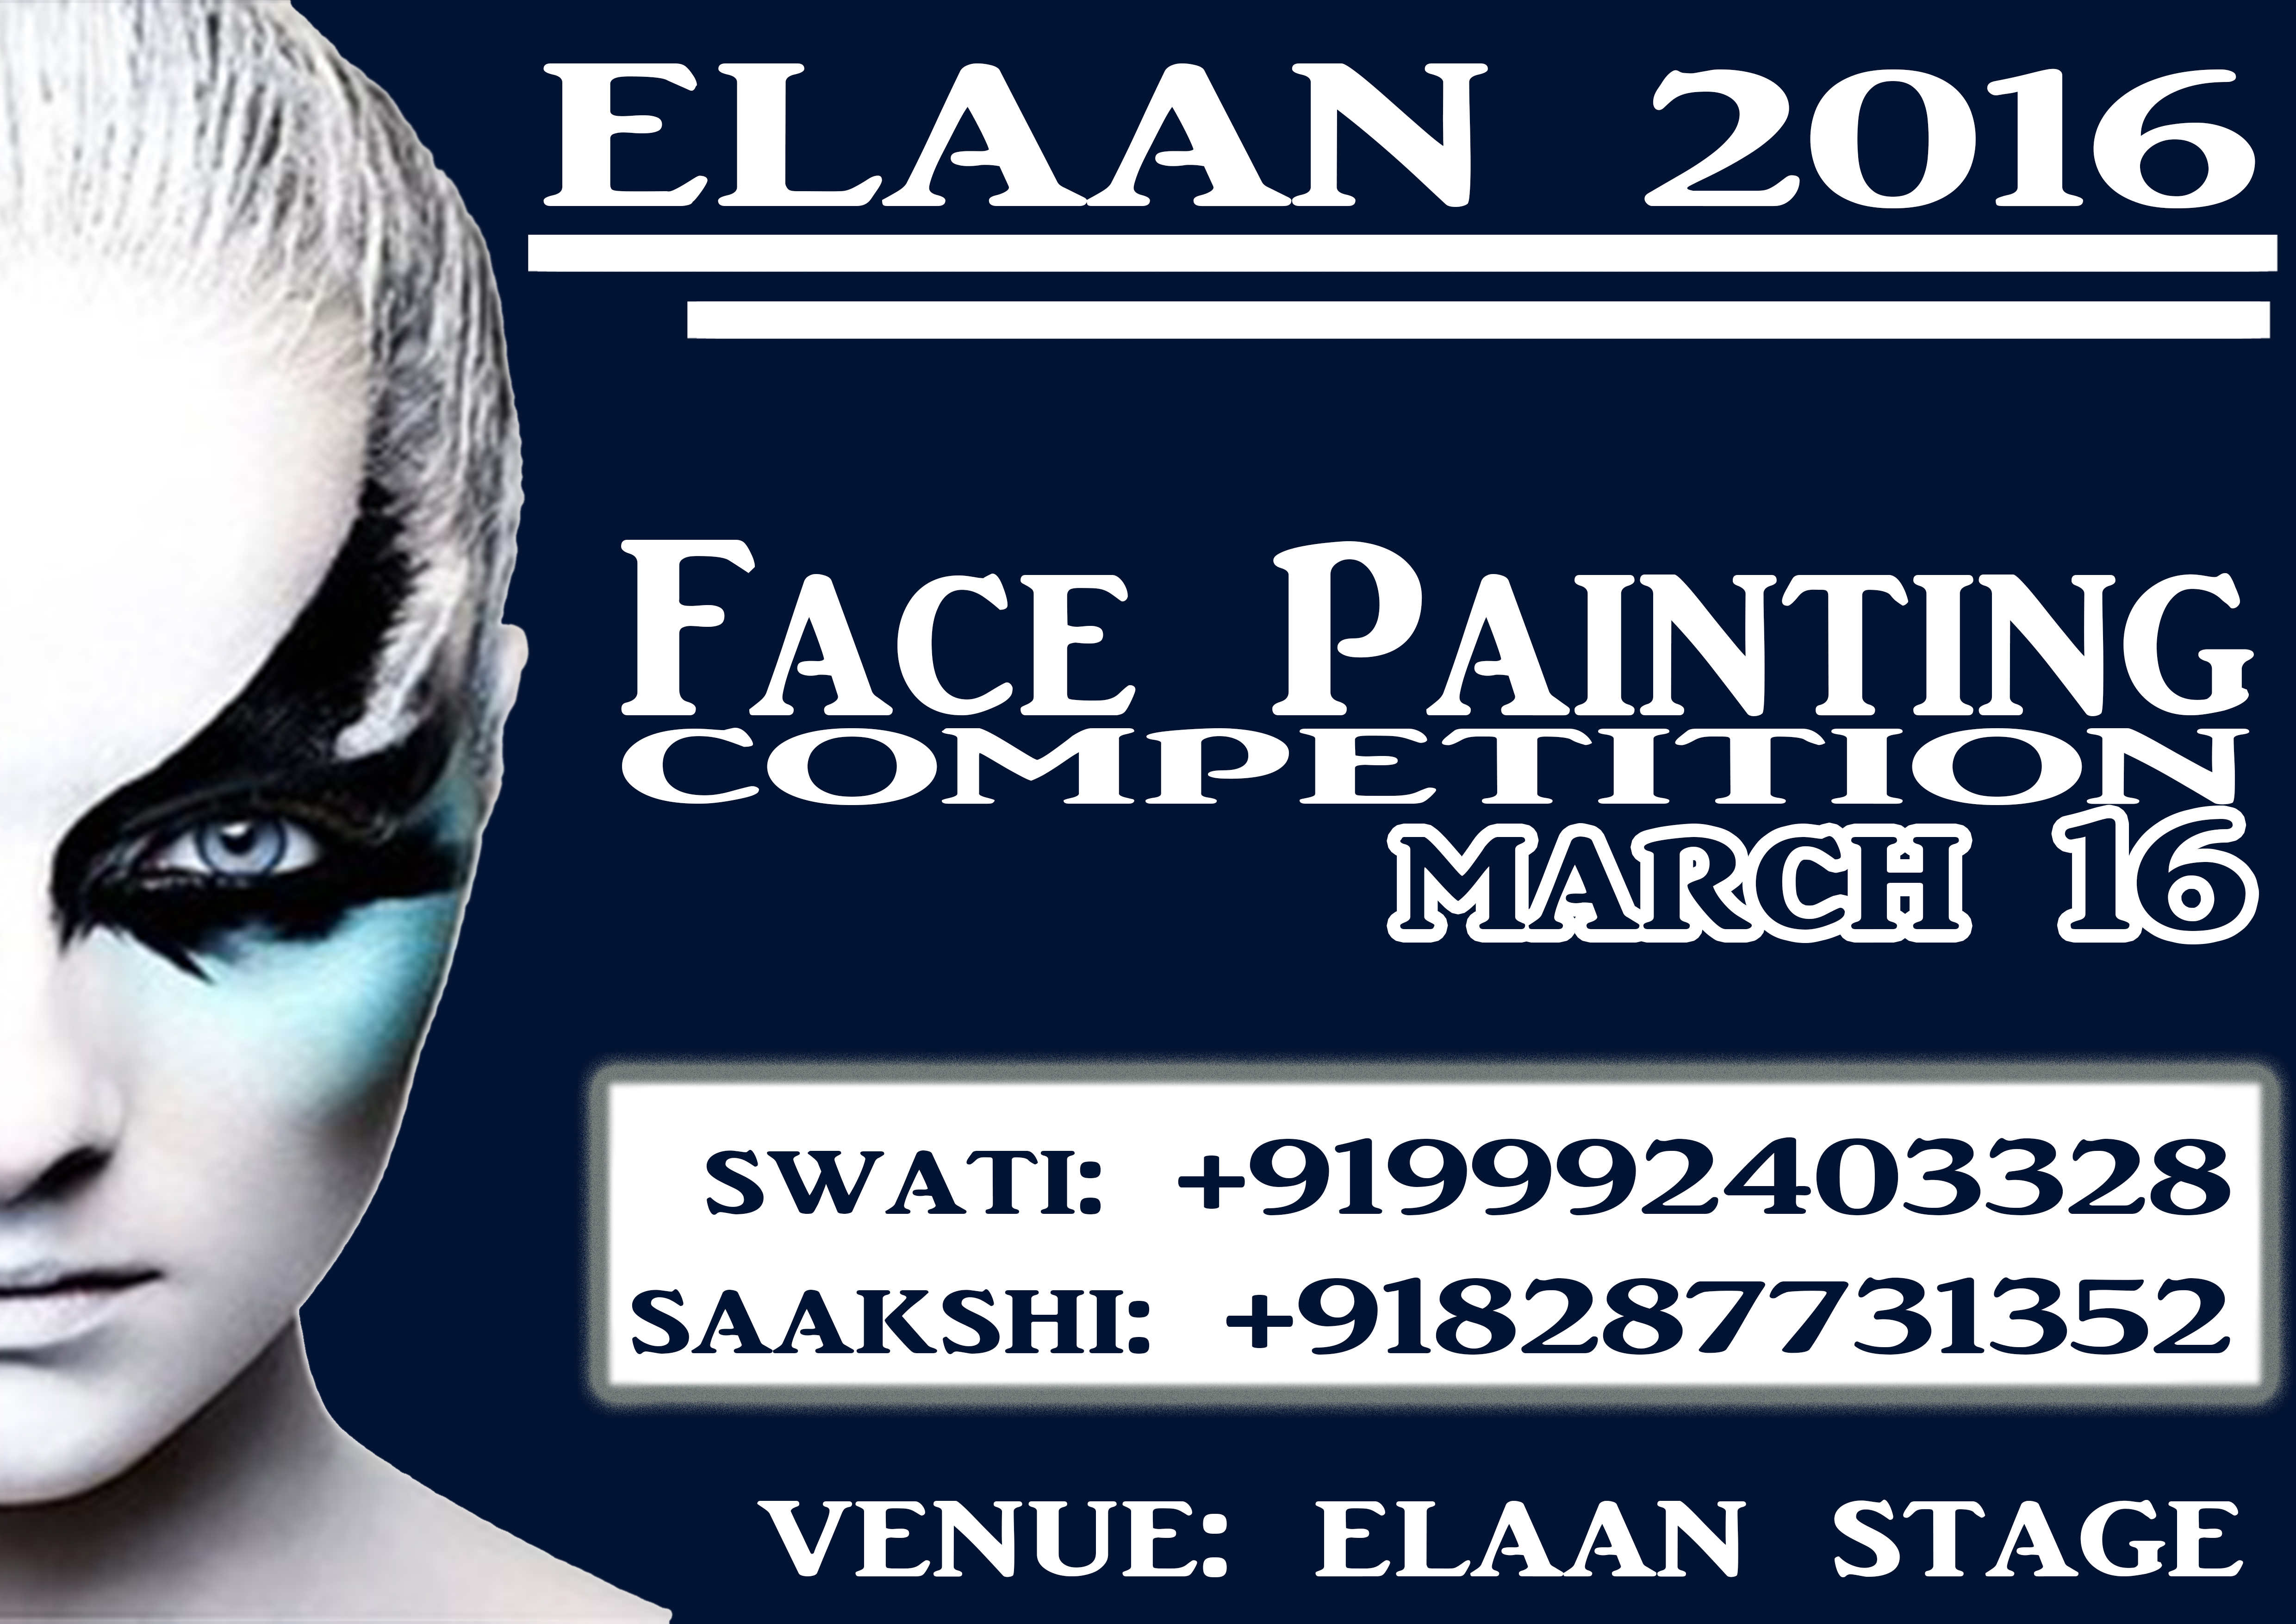 ELAAN 2016
FACE PAINTING
COMPETITION
MARCH 16
SWATI: +919992403328
SAAKSHI: +918287731352
VENUE: ELAAN STAGE